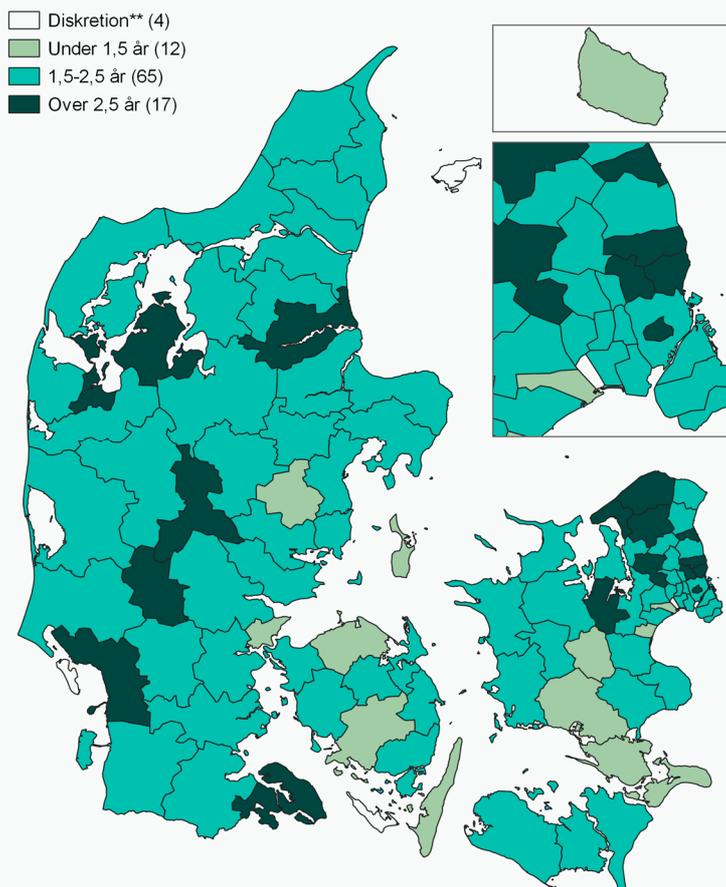 Diskretion** (4)
Under 1,5 år (12)
1,5-2,5 år (65)
Over 2,5 år (17)